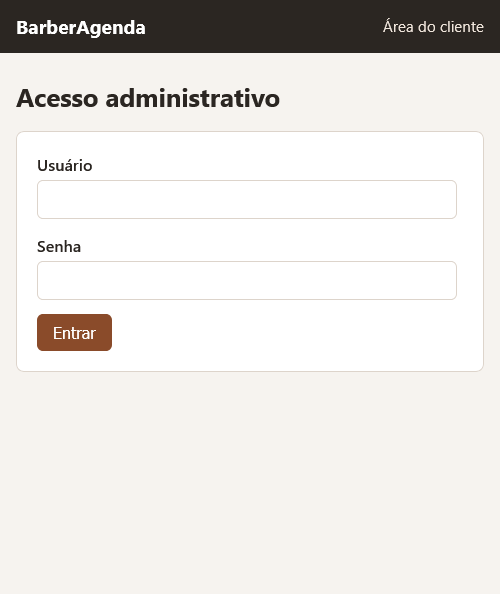 BarberAgenda
Área do cliente
Acesso administrativo
Usuário
Senha
Entrar